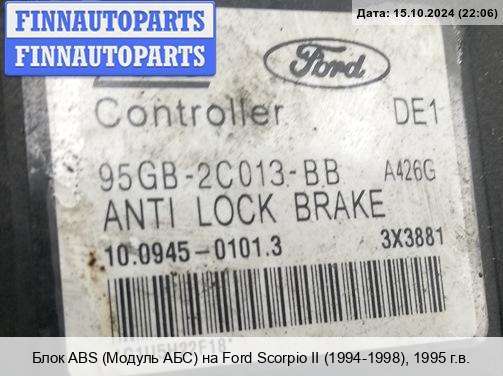 Дата: 15.10.2024 (22:06)
FINNAUTOPARTS
FINNAUTOPARTS
Ford
Controller DE1
95GB-2C013-BB A426G
ANTI LOCK BRAKE
10.0945-0101.3 3X3881
Блок ABS (Модуль АБС) на Ford Scorpio II (1994-1998), 1995 г.в.